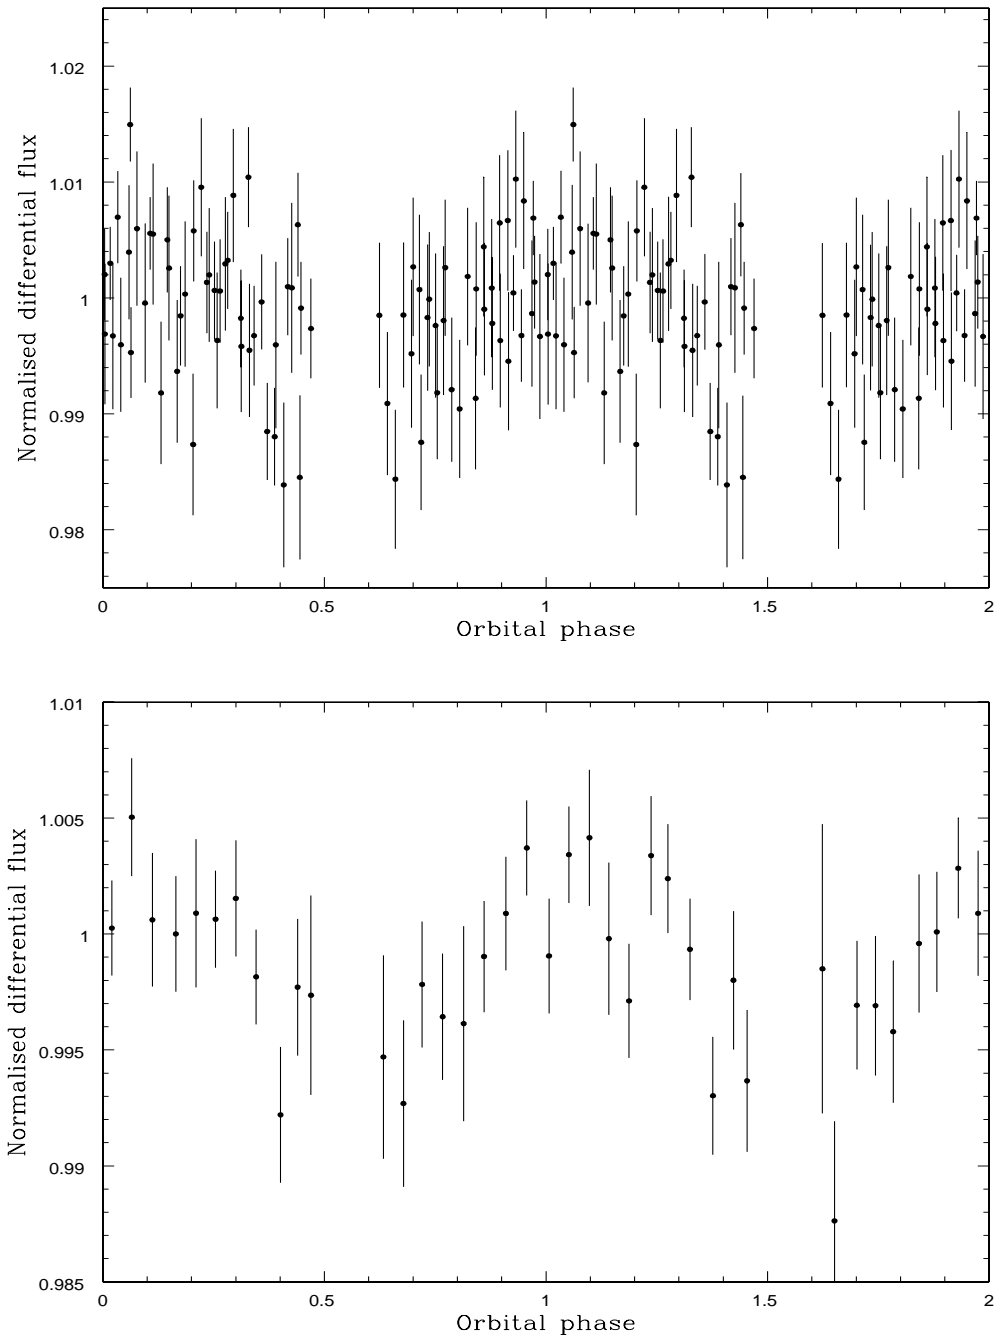 1.02
1.01
1
0.99
0.98
Normalised differential flux
0 0.5 1 1.5 2
Orbital phase
1.01
1.005
1
0.995
0.99
0.985
Normalised differential flux
0 0.5 1 1.5 2
Orbital phase